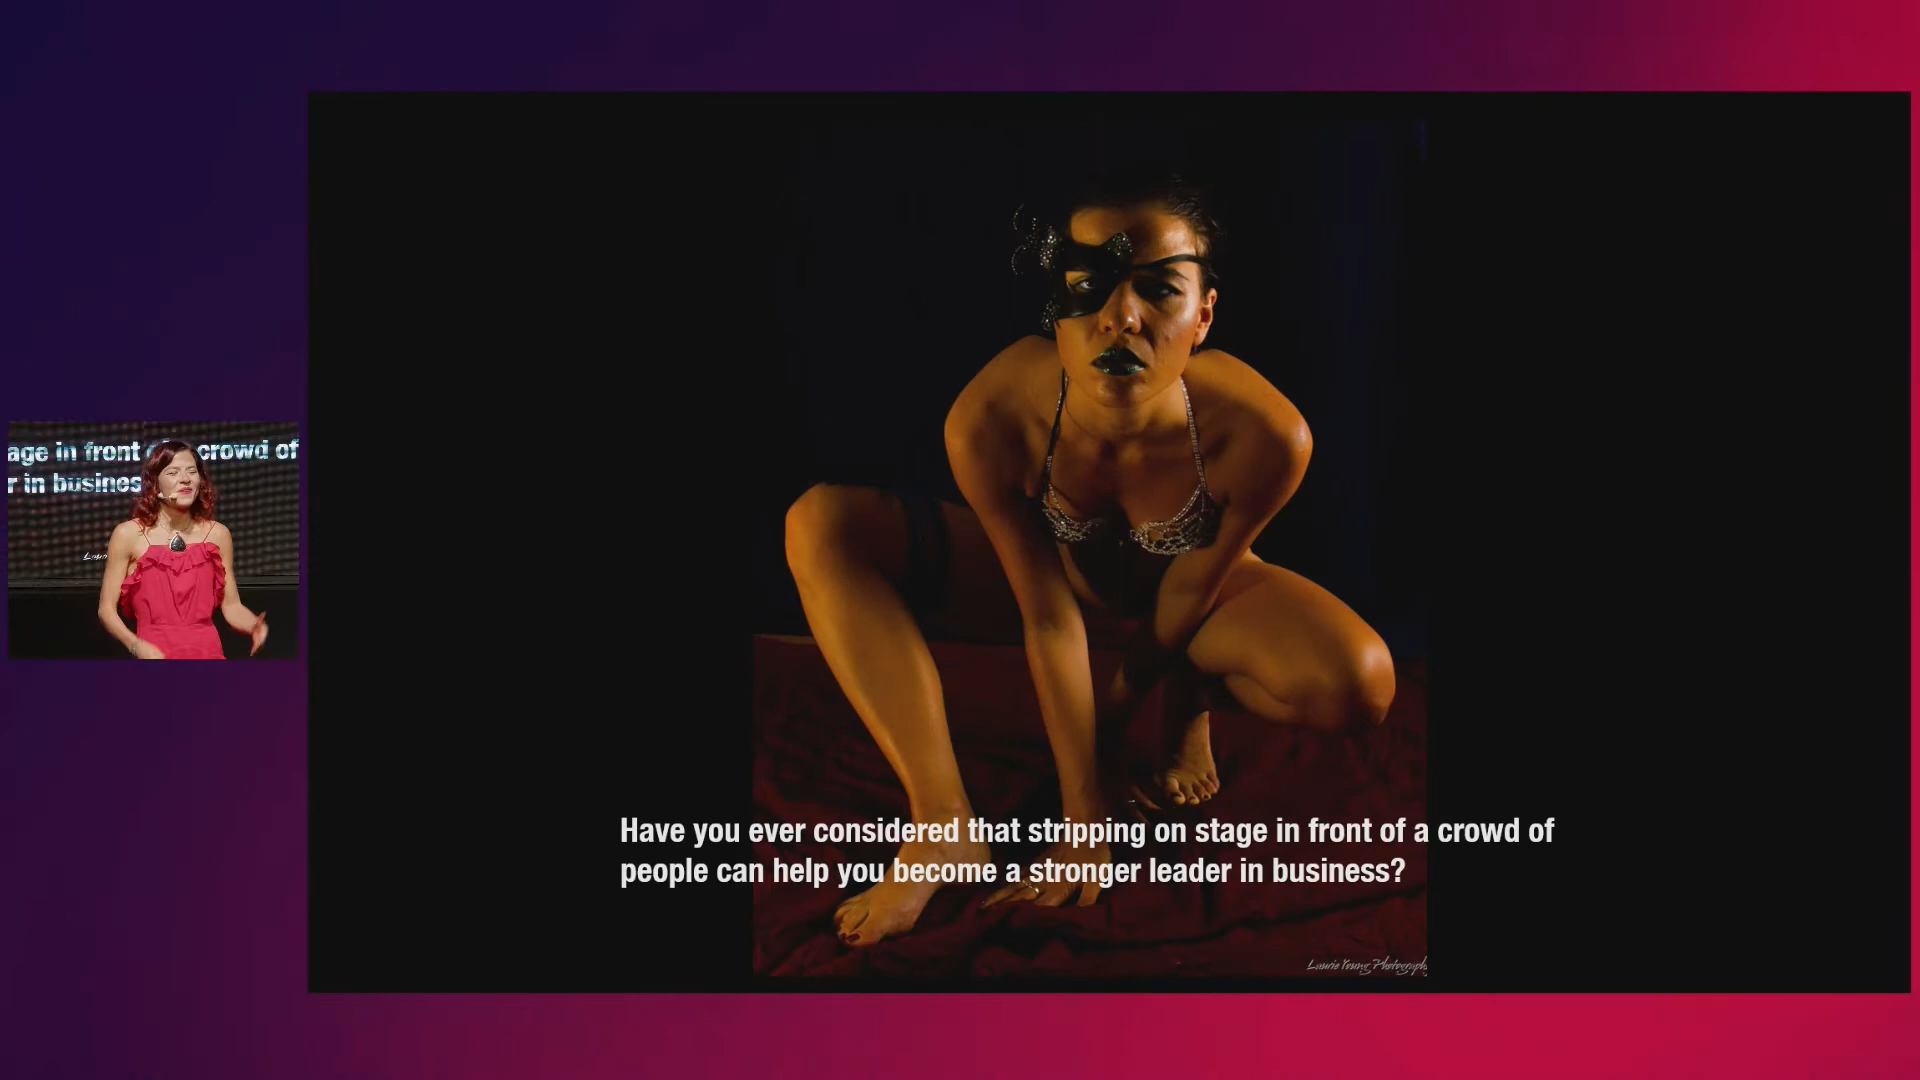 age in front crowd of
r in busines
Have you ever considered that stripping on stage in front of a crowd of
people can help you become a stronger leader in business?
Laurie Young Photography